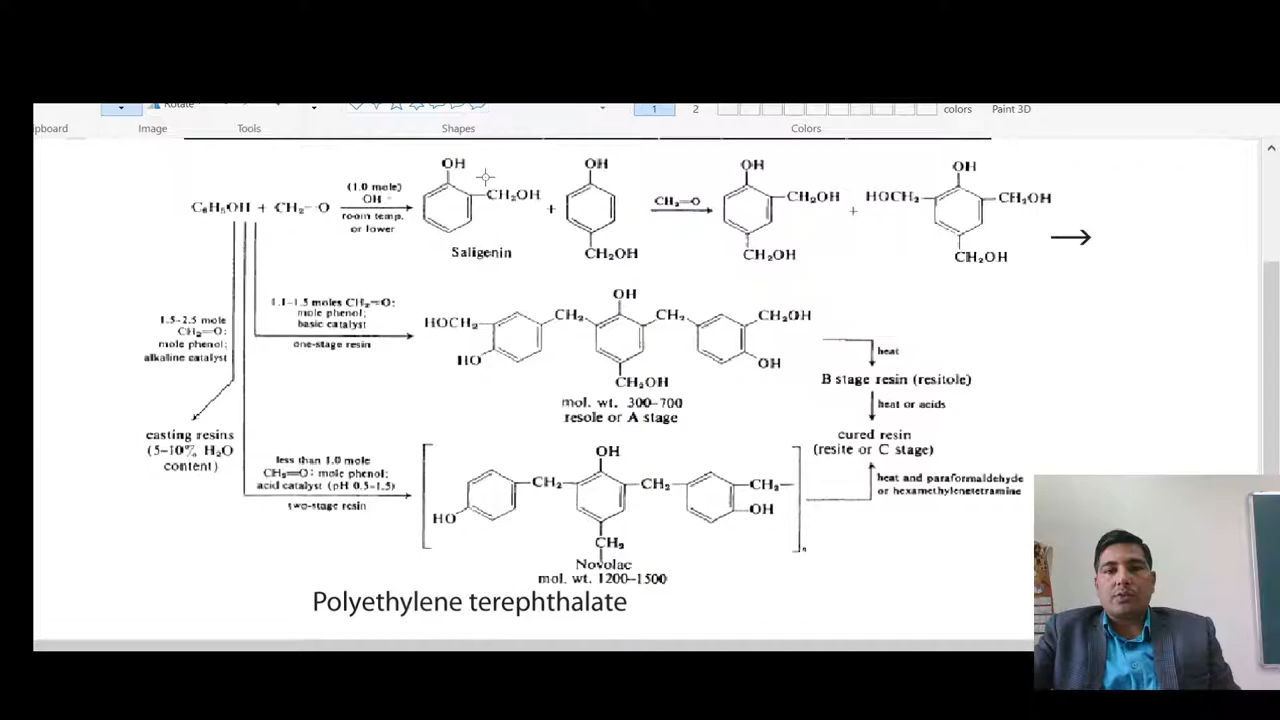 Rotate
ipboard
Image
Tools
Shapes
1
2
Colors
colors
Paint 3D
C6H5OH + CH2=O
(1.0 mole)
OH-
room temp.
or lower
OH
CH2OH
Saligenin
+
OH
CH2OH
CH2=O
OH
CH2OH
CH2OH
+
OH
HOCH2
CH2OH
CH2OH
1.5–2.5 mole
CH2=O:
mole phenol;
alkaline catalyst
casting resins
(5–10% H2O
content)
1.1–1.5 moles CH2=O:
mole phenol;
basic catalyst
one-stage resin
OH
HOCH2
CH2
CH2
CH2OH
HO
OH
CH2OH
mol. wt. 300–700
resole or A stage
heat
B stage resin (resitole)
heat or acids
cured resin
(resite or C stage)
heat and paraformaldehyde
or hexamethylenetetramine
less than 1.0 mole
CH2=O: mole phenol;
acid catalyst (pH 0.5–1.5)
two-stage resin
OH
CH2
CH2
CH2
HO
OH
CH2
n
Novolac
mol. wt. 1200–1500
Polyethylene terephthalate